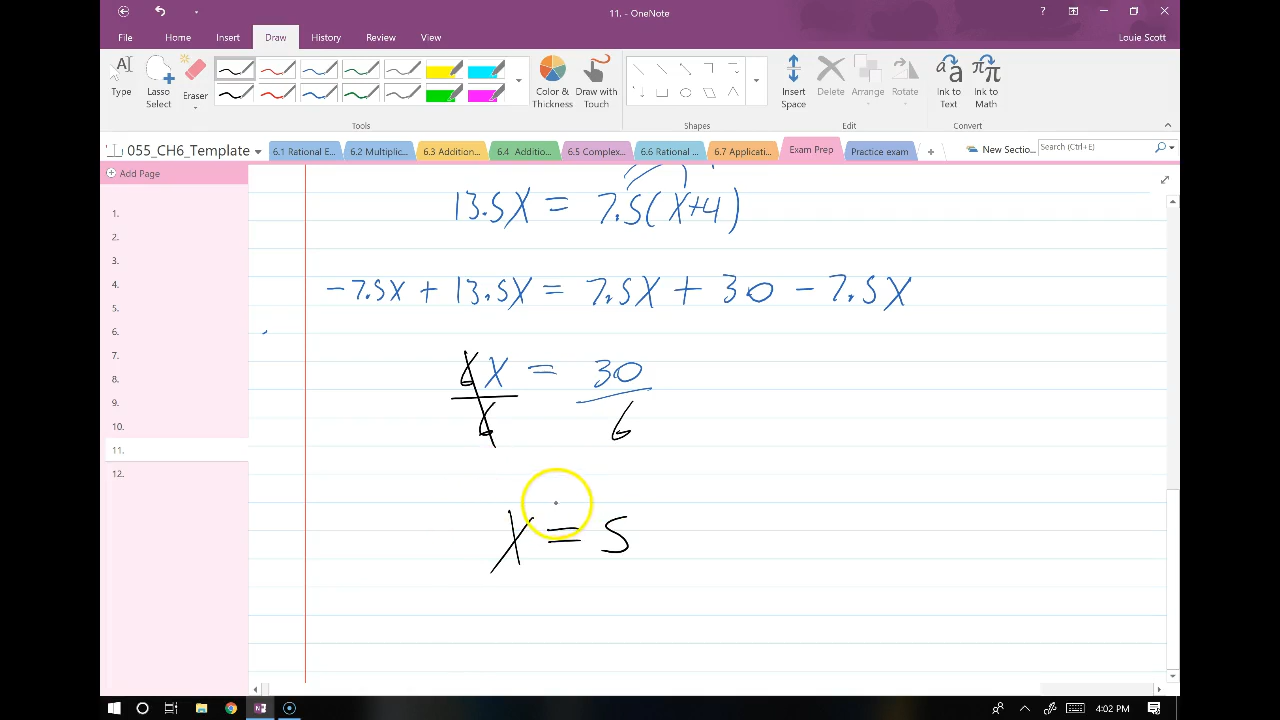 11. - OneNote
?
File Home Insert Draw History Review View Louie Scott
Type Lasso Select Eraser Color & Thickness Draw with Touch Insert Space Delete Arrange Rotate Ink to Text Ink to Math
Tools Shapes Edit Convert
055_CH6_Template 6.1 Rational E... 6.2 Multiplic... 6.3 Addition... 6.4 Additio... 6.5 Complex... 6.6 Rational ... 6.7 Applicati... Exam Prep Practice exam + New Sectio... Search (Ctrl+E)
Add Page
1.
2.
3.
4.
5.
6.
7.
8.
9.
10.
11.
12.
13.5X = 7.5(X+4)
-7.5X + 13.5X = 7.5X + 30 - 7.5X
6X = 30
6 6
X = 5
4:02 PM